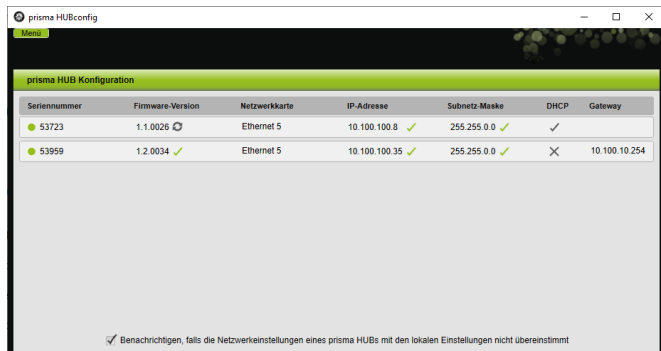 prisma HUBconfig
Menü
prisma HUB Konfiguration
Seriennummer Firmware-Version Netzwerkkarte IP-Adresse Subnetz-Maske DHCP Gateway
53723 1.1.0026 Ethernet 5 10.100.100.8 255.255.0.0
53959 1.2.0034 Ethernet 5 10.100.100.35 255.255.0.0 10.100.10.254
Benachrichtigen, falls die Netzwerkeinstellungen eines prisma HUBs mit den lokalen Einstellungen nicht übereinstimmt